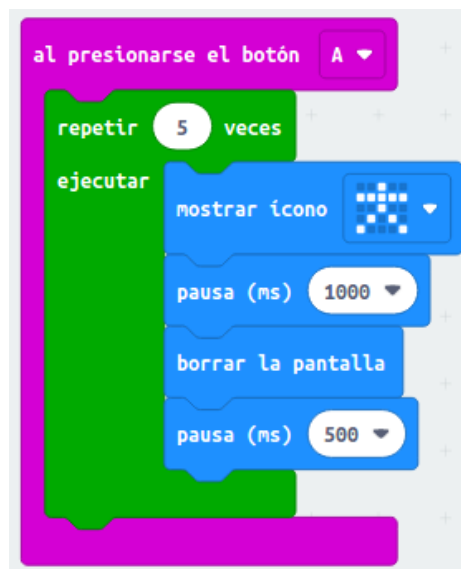 al presionarse el botón A
repetir 5 veces
ejecutar
mostrar ícono
pausa (ms) 1000
borrar la pantalla
pausa (ms) 500